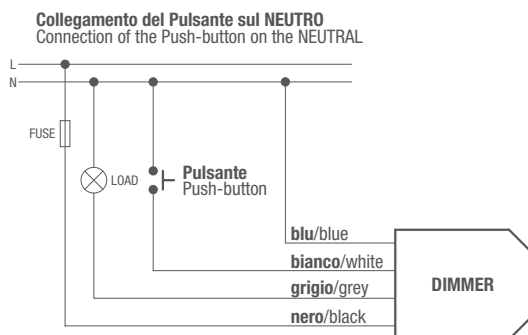 Collegamento del Pulsante sul NEUTRO
Connection of the Push-button on the NEUTRAL
L
N
FUSE
LOAD
Pulsante
Push-button
blu/blue
bianco/white
grigio/grey
nero/black
DIMMER